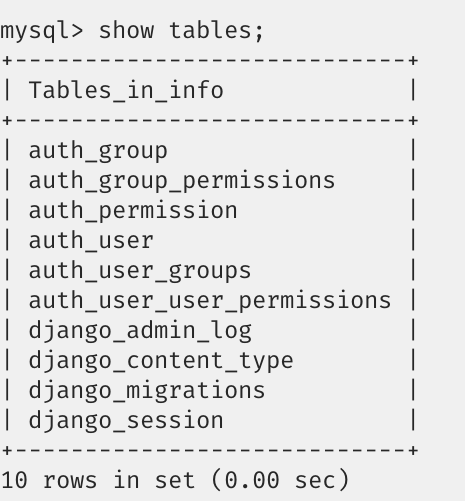 mysql> show tables;
+----------------------------+
| Tables_in_info             |
+----------------------------+
| auth_group                 |
| auth_group_permissions     |
| auth_permission            |
| auth_user                  |
| auth_user_groups           |
| auth_user_user_permissions |
| django_admin_log           |
| django_content_type        |
| django_migrations          |
| django_session             |
+----------------------------+
10 rows in set (0.00 sec)